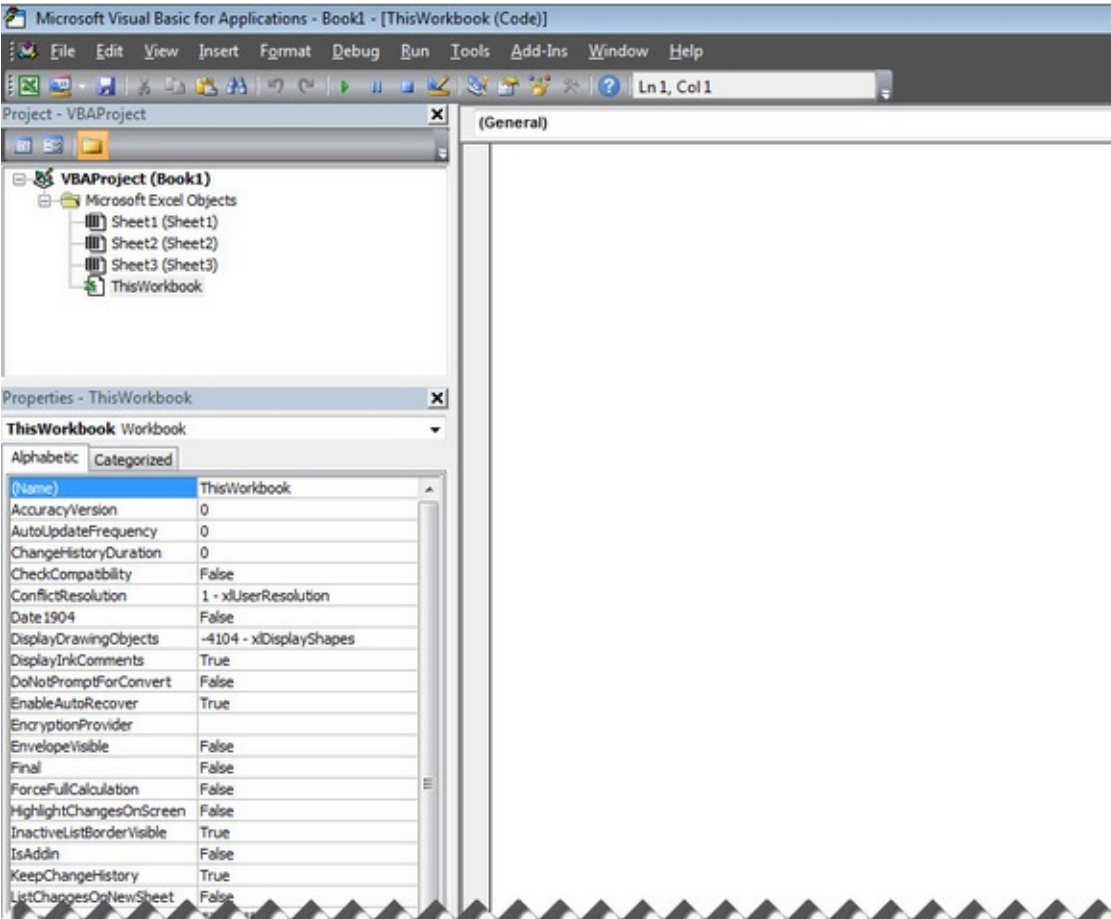 Microsoft Visual Basic for Applications - Book1 - [ThisWorkbook (Code)]
File Edit View Insert Format Debug Run Tools Add-Ins Window Help
Ln 1, Col 1
Project - VBAProject
(General)
VBAProject (Book1)
Microsoft Excel Objects
Sheet1 (Sheet1)
Sheet2 (Sheet2)
Sheet3 (Sheet3)
ThisWorkbook
Properties - ThisWorkbook
ThisWorkbook Workbook
Alphabetic Categorized
(Name) ThisWorkbook
AccuracyVersion 0
AutoUpdateFrequency 0
ChangeHistoryDuration 0
CheckCompatibility False
ConflictResolution 1 - xlUserResolution
Date1904 False
DisplayDrawingObjects -4104 - xlDisplayShapes
DisplayInkComments True
DoNotPromptForConvert False
EnableAutoRecover True
EncryptionProvider
EnvelopeVisible False
Final False
ForceFullCalculation False
HighlightChangesOnScreen False
InactiveListBorderVisible True
IsAddin False
KeepChangeHistory True
ListChangesOnNewSheet False